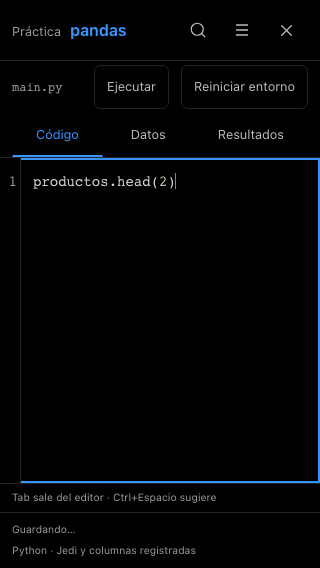 Práctica pandas
main.py Ejecutar Reiniciar entorno
Código Datos Resultados
1 productos.head(2)
Tab sale del editor · Ctrl+Espacio sugiere
Guardando…
Python · Jedi y columnas registradas